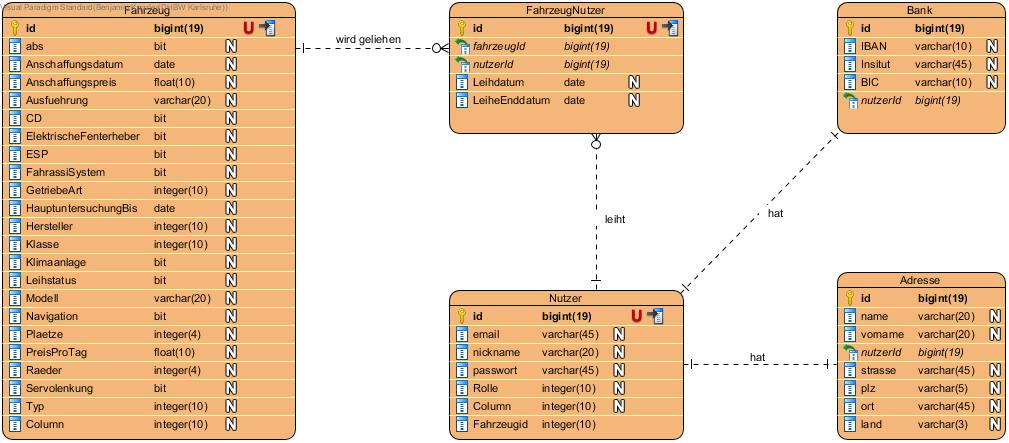 Visual Paradigm Standard(Benjamin
(DHBW Karlsruhe))
Fahrzeug
id bigint(19) U
abs bit N
Anschaffungsdatum date N
Anschaffungspreis float(10) N
Ausfuehrung varchar(20) N
CD bit N
ElektrischeFenterheber bit N
ESP bit N
FahrassiSystem bit N
GetriebeArt integer(10) N
HauptuntersuchungBis date N
Hersteller integer(10) N
Klasse integer(10) N
Klimaanlage bit N
Leihstatus bit N
Modell varchar(20) N
Navigation bit N
Plaetze integer(4) N
PreisProTag float(10) N
Raeder integer(4) N
Servolenkung bit N
Typ integer(10) N
Column integer(10) N
wird geliehen
FahrzeugNutzer
id bigint(19) U
fahrzeugId bigint(19)
nutzerId bigint(19)
Leihdatum date N
LeiheEnddatum date N
leiht
Nutzer
id bigint(19) U
email varchar(45) N
nickname varchar(20) N
passwort varchar(45) N
Rolle integer(10) N
Column integer(10) N
Fahrzeugid integer(10)
Bank
id bigint(19)
IBAN varchar(10) N
Insitut varchar(45) N
BIC varchar(10) N
nutzerId bigint(19)
hat
hat
Adresse
id bigint(19)
name varchar(20) N
vorname varchar(20) N
nutzerId bigint(19)
strasse varchar(45) N
plz varchar(5) N
ort varchar(45) N
land varchar(3) N